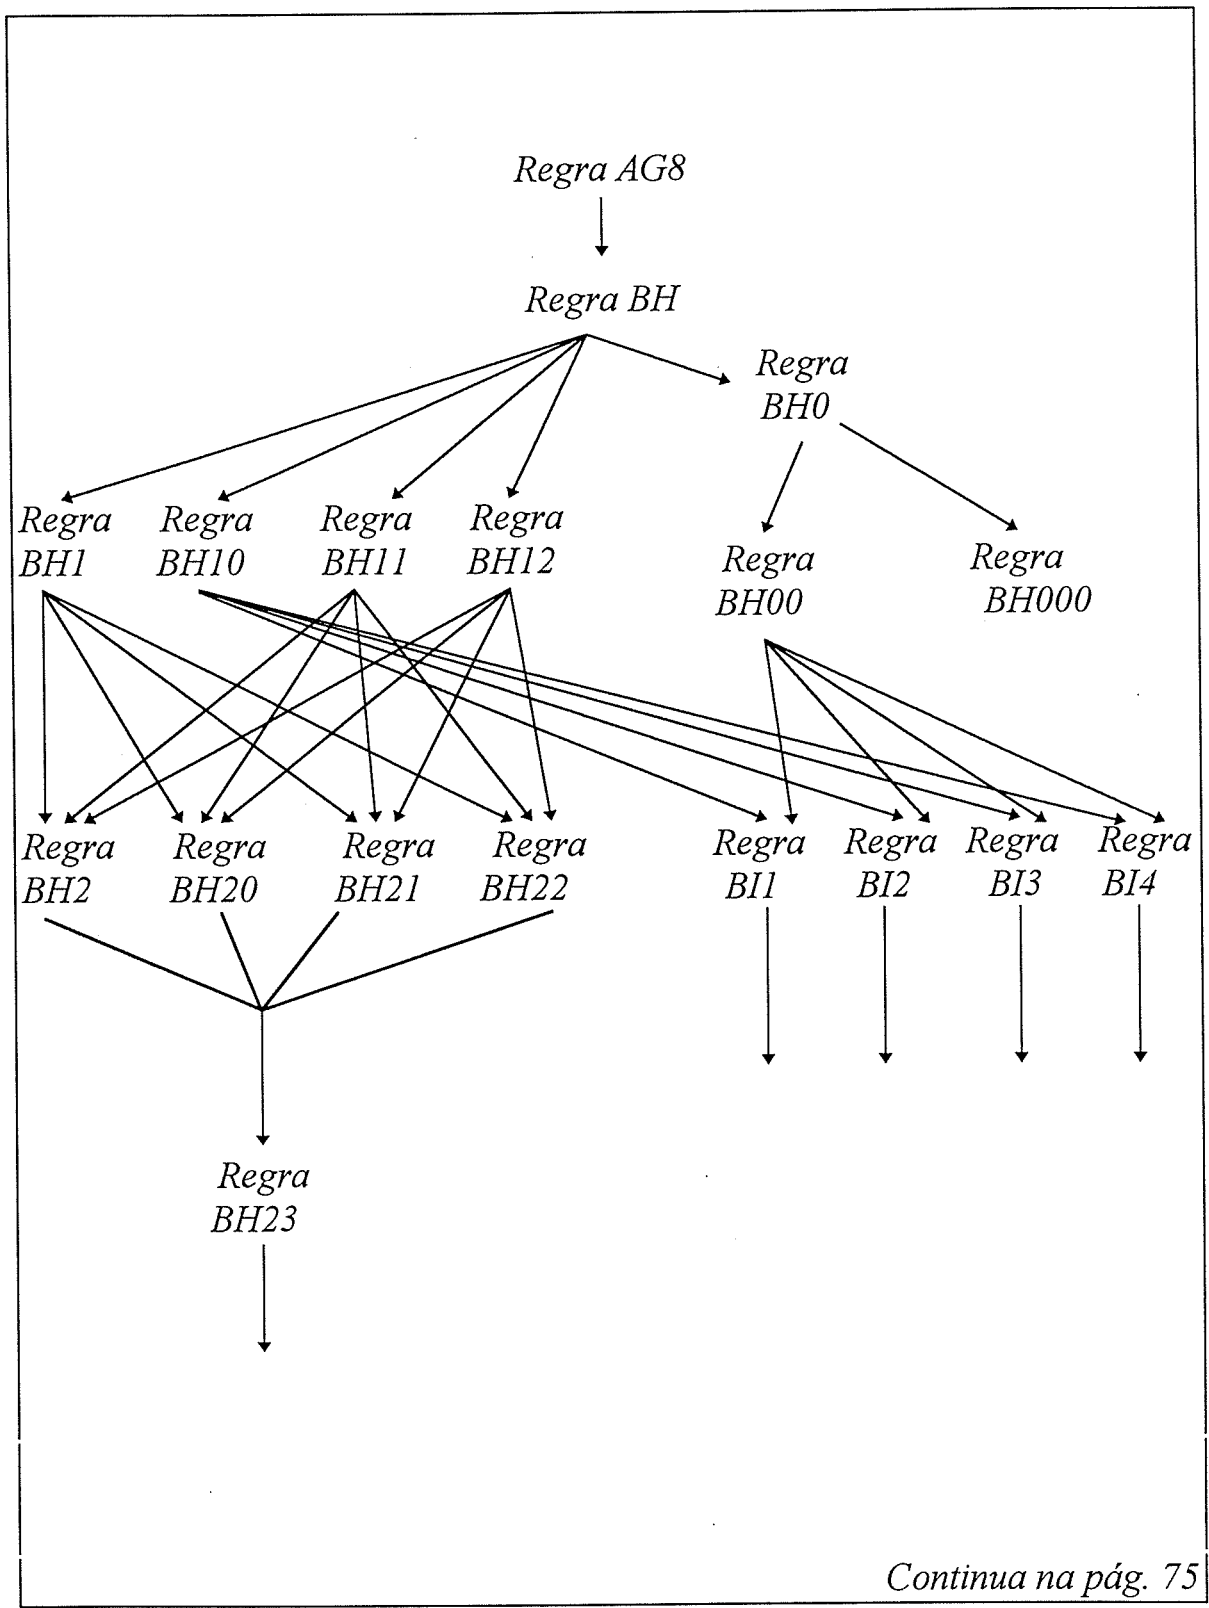 Regra AG8
Regra BH
Regra
BH0
Regra
BH1
Regra
BH10
Regra
BH11
Regra
BH12
Regra
BH00
Regra
BH000
Regra
BH2
Regra
BH20
Regra
BH21
Regra
BH22
Regra
BI1
Regra
BI2
Regra
BI3
Regra
BI4
Regra
BH23
Continua na pág. 75